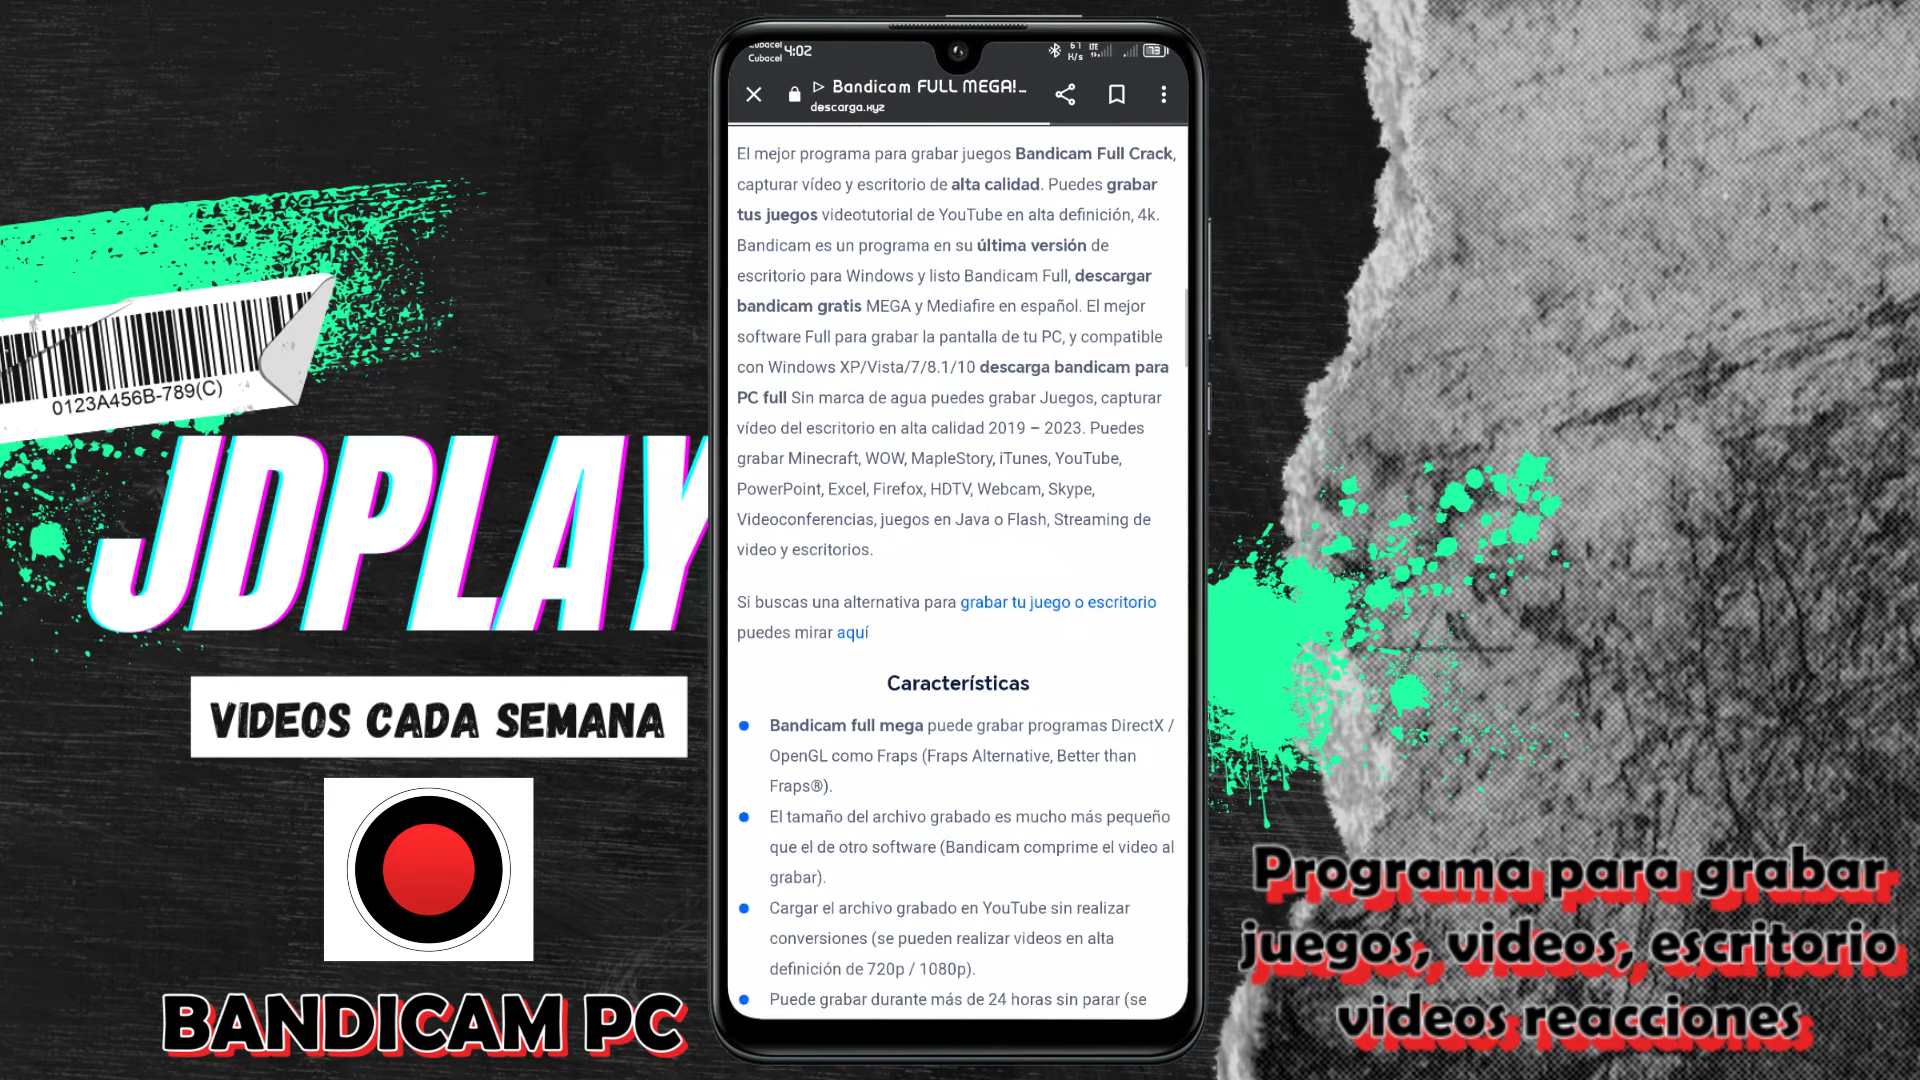 0123A456B-789(C)
JDPLAY
VIDEOS CADA SEMANA
BANDICAM PC
Cubacel
Cubacel
4:02
61
K/s
LTE
73
▷ Bandicam FULL MEGA!...
descarga.xyz
El mejor programa para grabar juegos Bandicam Full Crack,
capturar vídeo y escritorio de alta calidad. Puedes grabar
tus juegos videotutorial de YouTube en alta definición, 4k.
Bandicam es un programa en su última versión de
escritorio para Windows y listo Bandicam Full, descargar
bandicam gratis MEGA y Mediafire en español. El mejor
software Full para grabar la pantalla de tu PC, y compatible
con Windows XP/Vista/7/8.1/10 descarga bandicam para
PC full Sin marca de agua puedes grabar Juegos, capturar
vídeo del escritorio en alta calidad 2019 – 2023. Puedes
grabar Minecraft, WOW, MapleStory, iTunes, YouTube,
PowerPoint, Excel, Firefox, HDTV, Webcam, Skype,
Videoconferencias, juegos en Java o Flash, Streaming de
video y escritorios.
Si buscas una alternativa para grabar tu juego o escritorio
puedes mirar aquí
Características
Bandicam full mega puede grabar programas DirectX /
OpenGL como Fraps (Fraps Alternative, Better than
Fraps®).
El tamaño del archivo grabado es mucho más pequeño
que el de otro software (Bandicam comprime el video al
grabar).
Cargar el archivo grabado en YouTube sin realizar
conversiones (se pueden realizar videos en alta
definición de 720p / 1080p).
Puede grabar durante más de 24 horas sin parar (se
Programa para grabar
juegos, videos, escritorio
videos reacciones